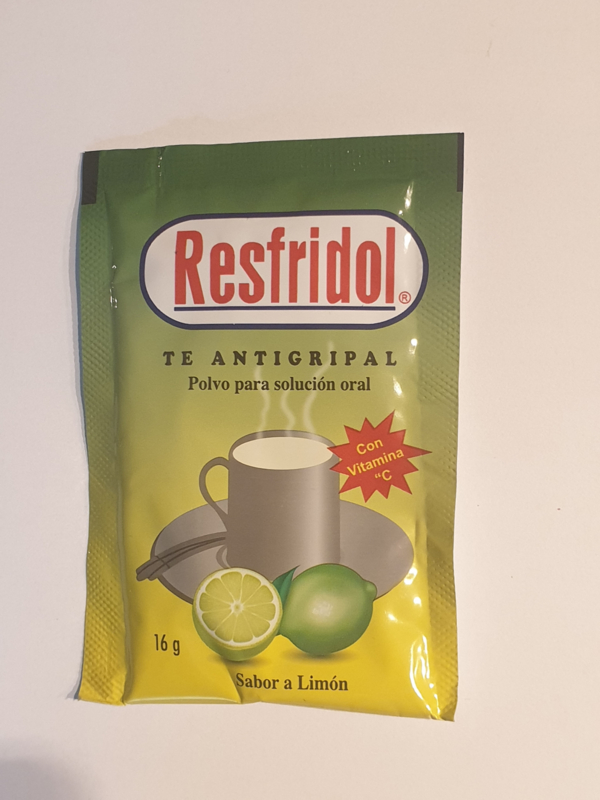 Resfridol®
TE ANTIGRIPAL
Polvo para solución oral
Con
Vitamina
“C
16 g
Sabor a Limón